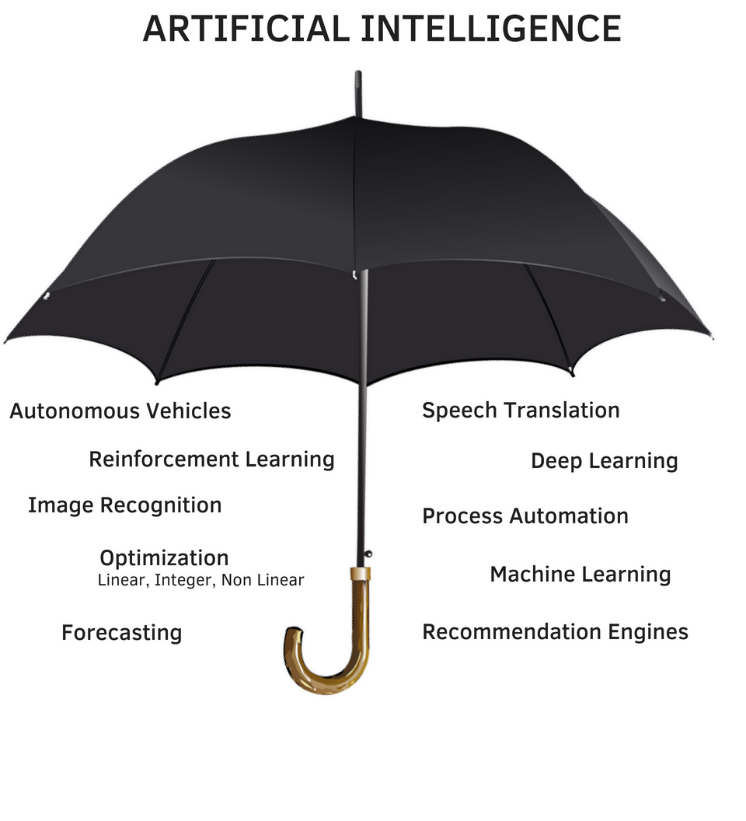 ARTIFICIAL INTELLIGENCE
Autonomous Vehicles
Speech Translation
Reinforcement Learning
Deep Learning
Image Recognition
Process Automation
Optimization
Linear, Integer, Non Linear
Machine Learning
Forecasting
Recommendation Engines